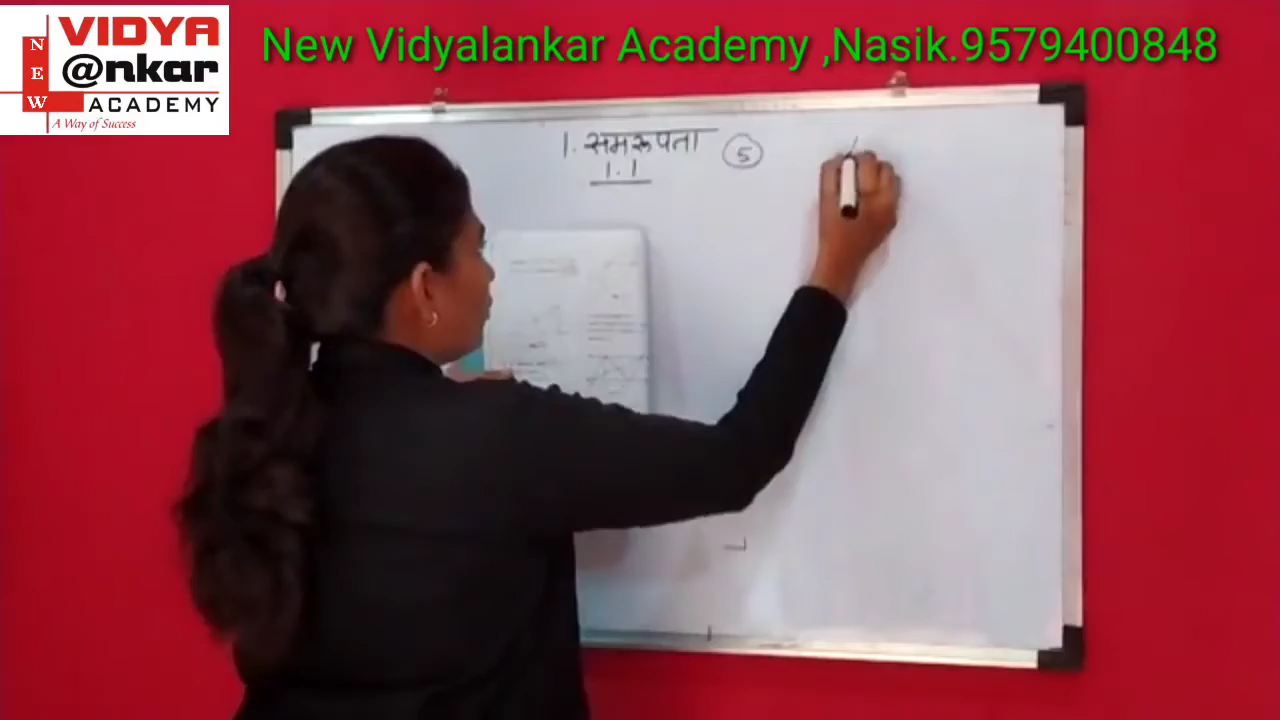 VIDYA
@nkar
NEW
ACADEMY
A Way of Success
New Vidyalankar Academy ,Nasik.9579400848
1. समरूपता
1.1
5